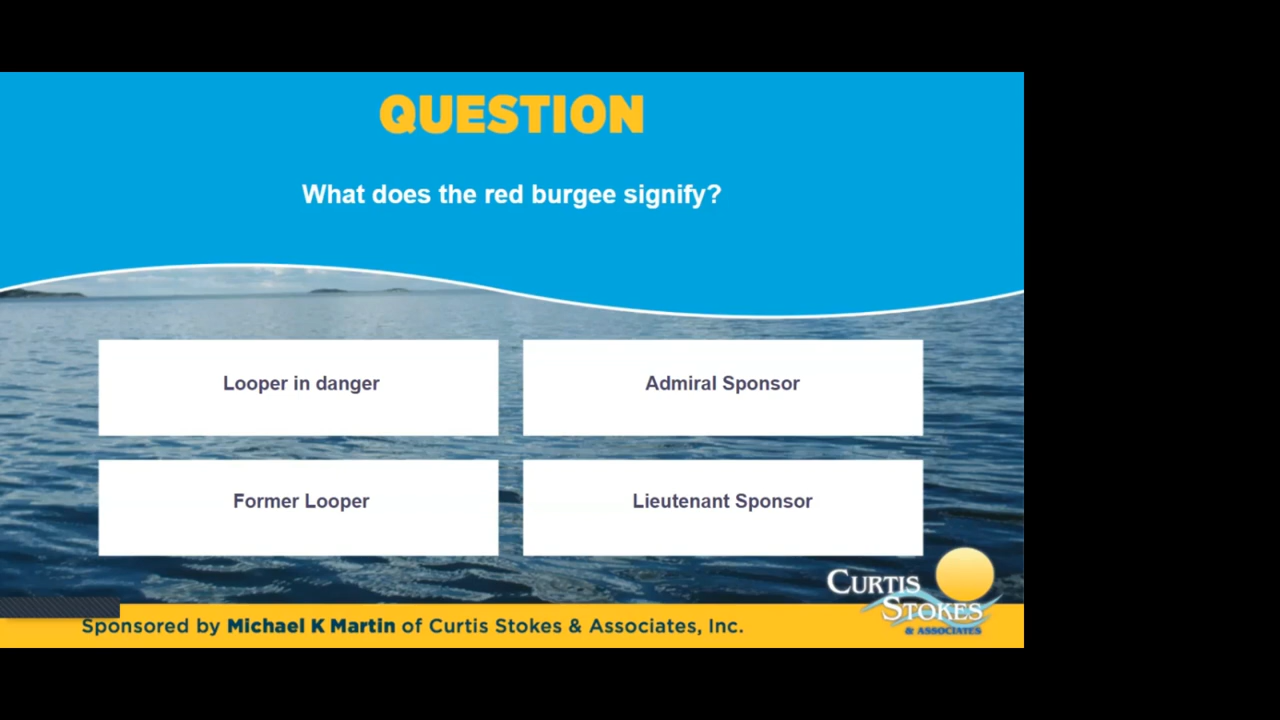 QUESTION
What does the red burgee signify?
Looper in danger
Admiral Sponsor
Former Looper
Lieutenant Sponsor
CURTIS
STOKES
& ASSOCIATES
Sponsored by Michael K Martin of Curtis Stokes & Associates, Inc.